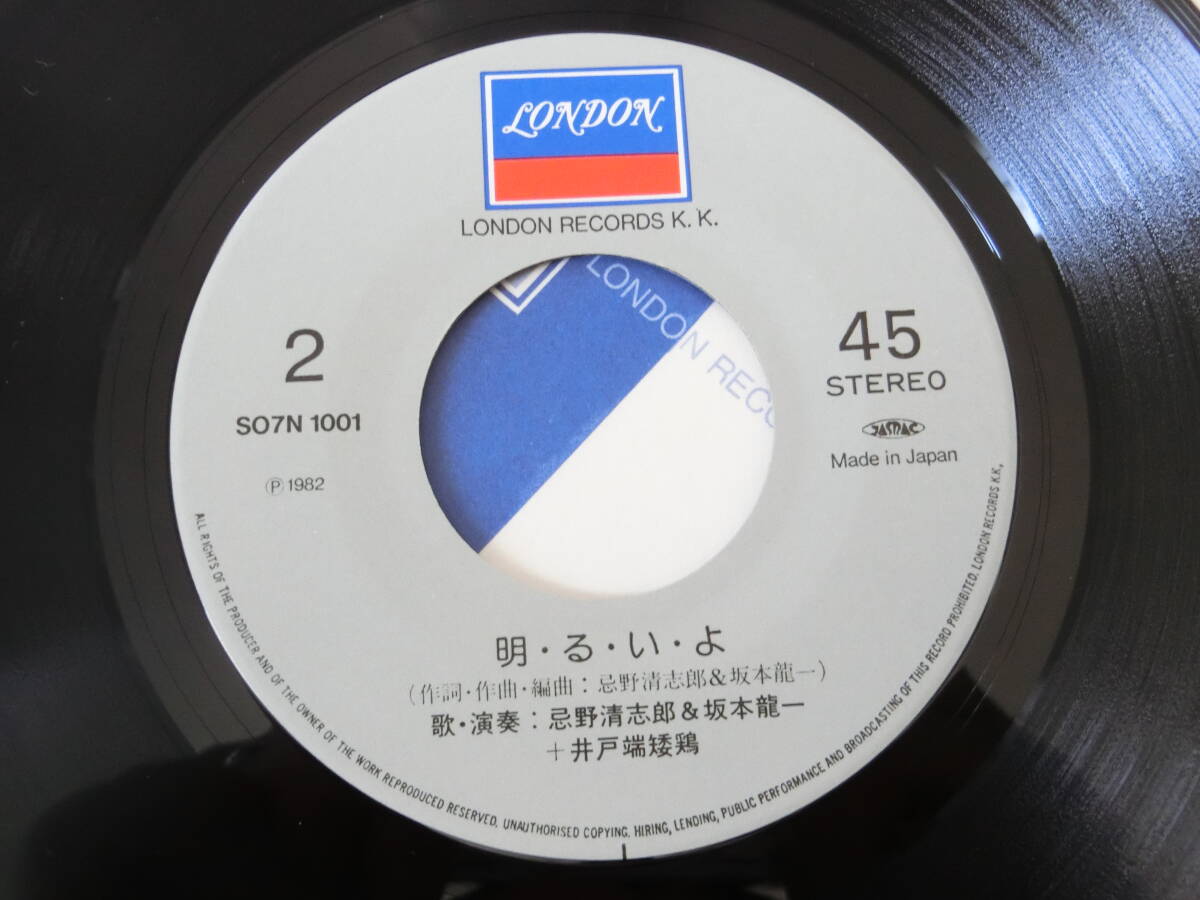 LONDON
LONDON RECORDS K.K.
LONDON RECO
2
SO7N 1001
Ⓟ1982
45
STEREO
JASRAC
Made in Japan
明・る・い・よ
(作詞・作曲・編曲：忌野清志郎&坂本龍一)
歌・演奏：忌野清志郎&坂本龍一
+井戸端矮鶏
ALL RIGHTS OF THE PRODUCER AND OF THE OWNER OF THE WORK REPRODUCED RESERVED. UNAUTHORISED COPYING, HIRING, LENDING, PUBLIC PERFORMANCE AND BROADCASTING OF THIS RECORD PROHIBITED. LONDON RECORDS K.K.